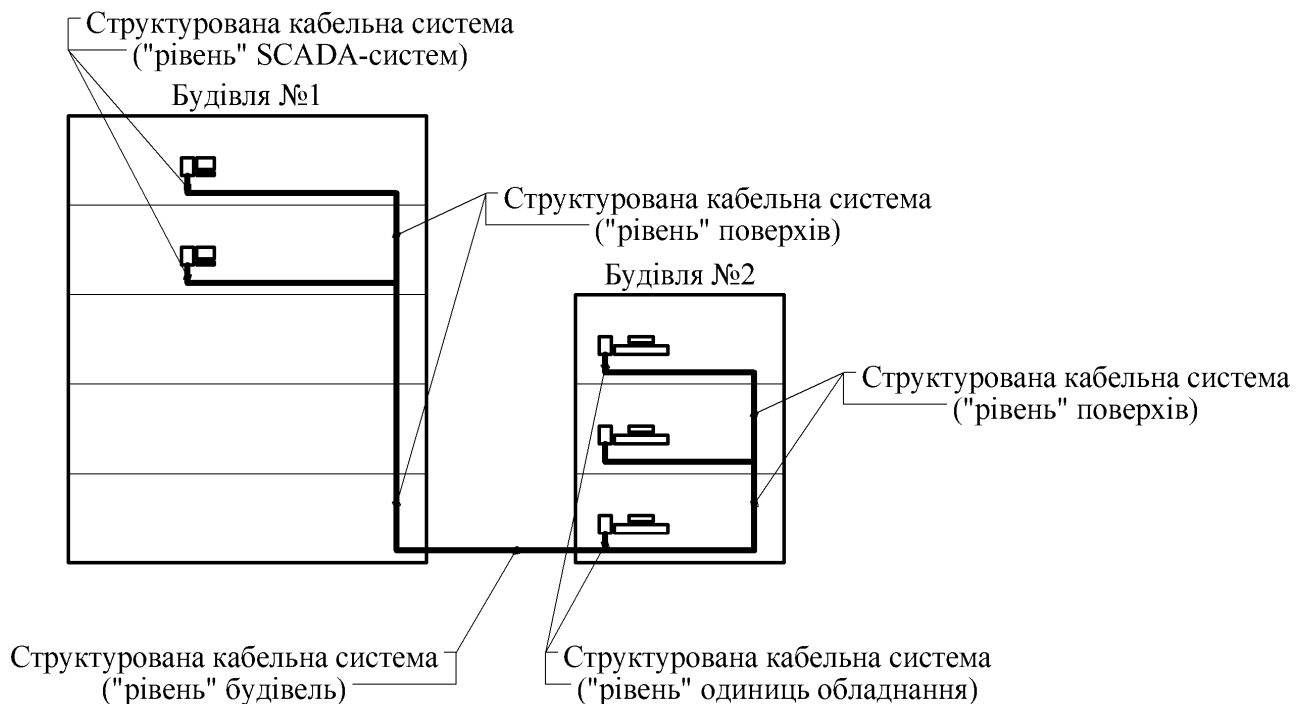 Структурована кабельна система
("рівень" SCADA-систем)
Будівля №1
Структурована кабельна система
("рівень" поверхів)
Будівля №2
Структурована кабельна система
("рівень" поверхів)
Структурована кабельна система
("рівень" будівель)
Структурована кабельна система
("рівень" одиниць обладнання)